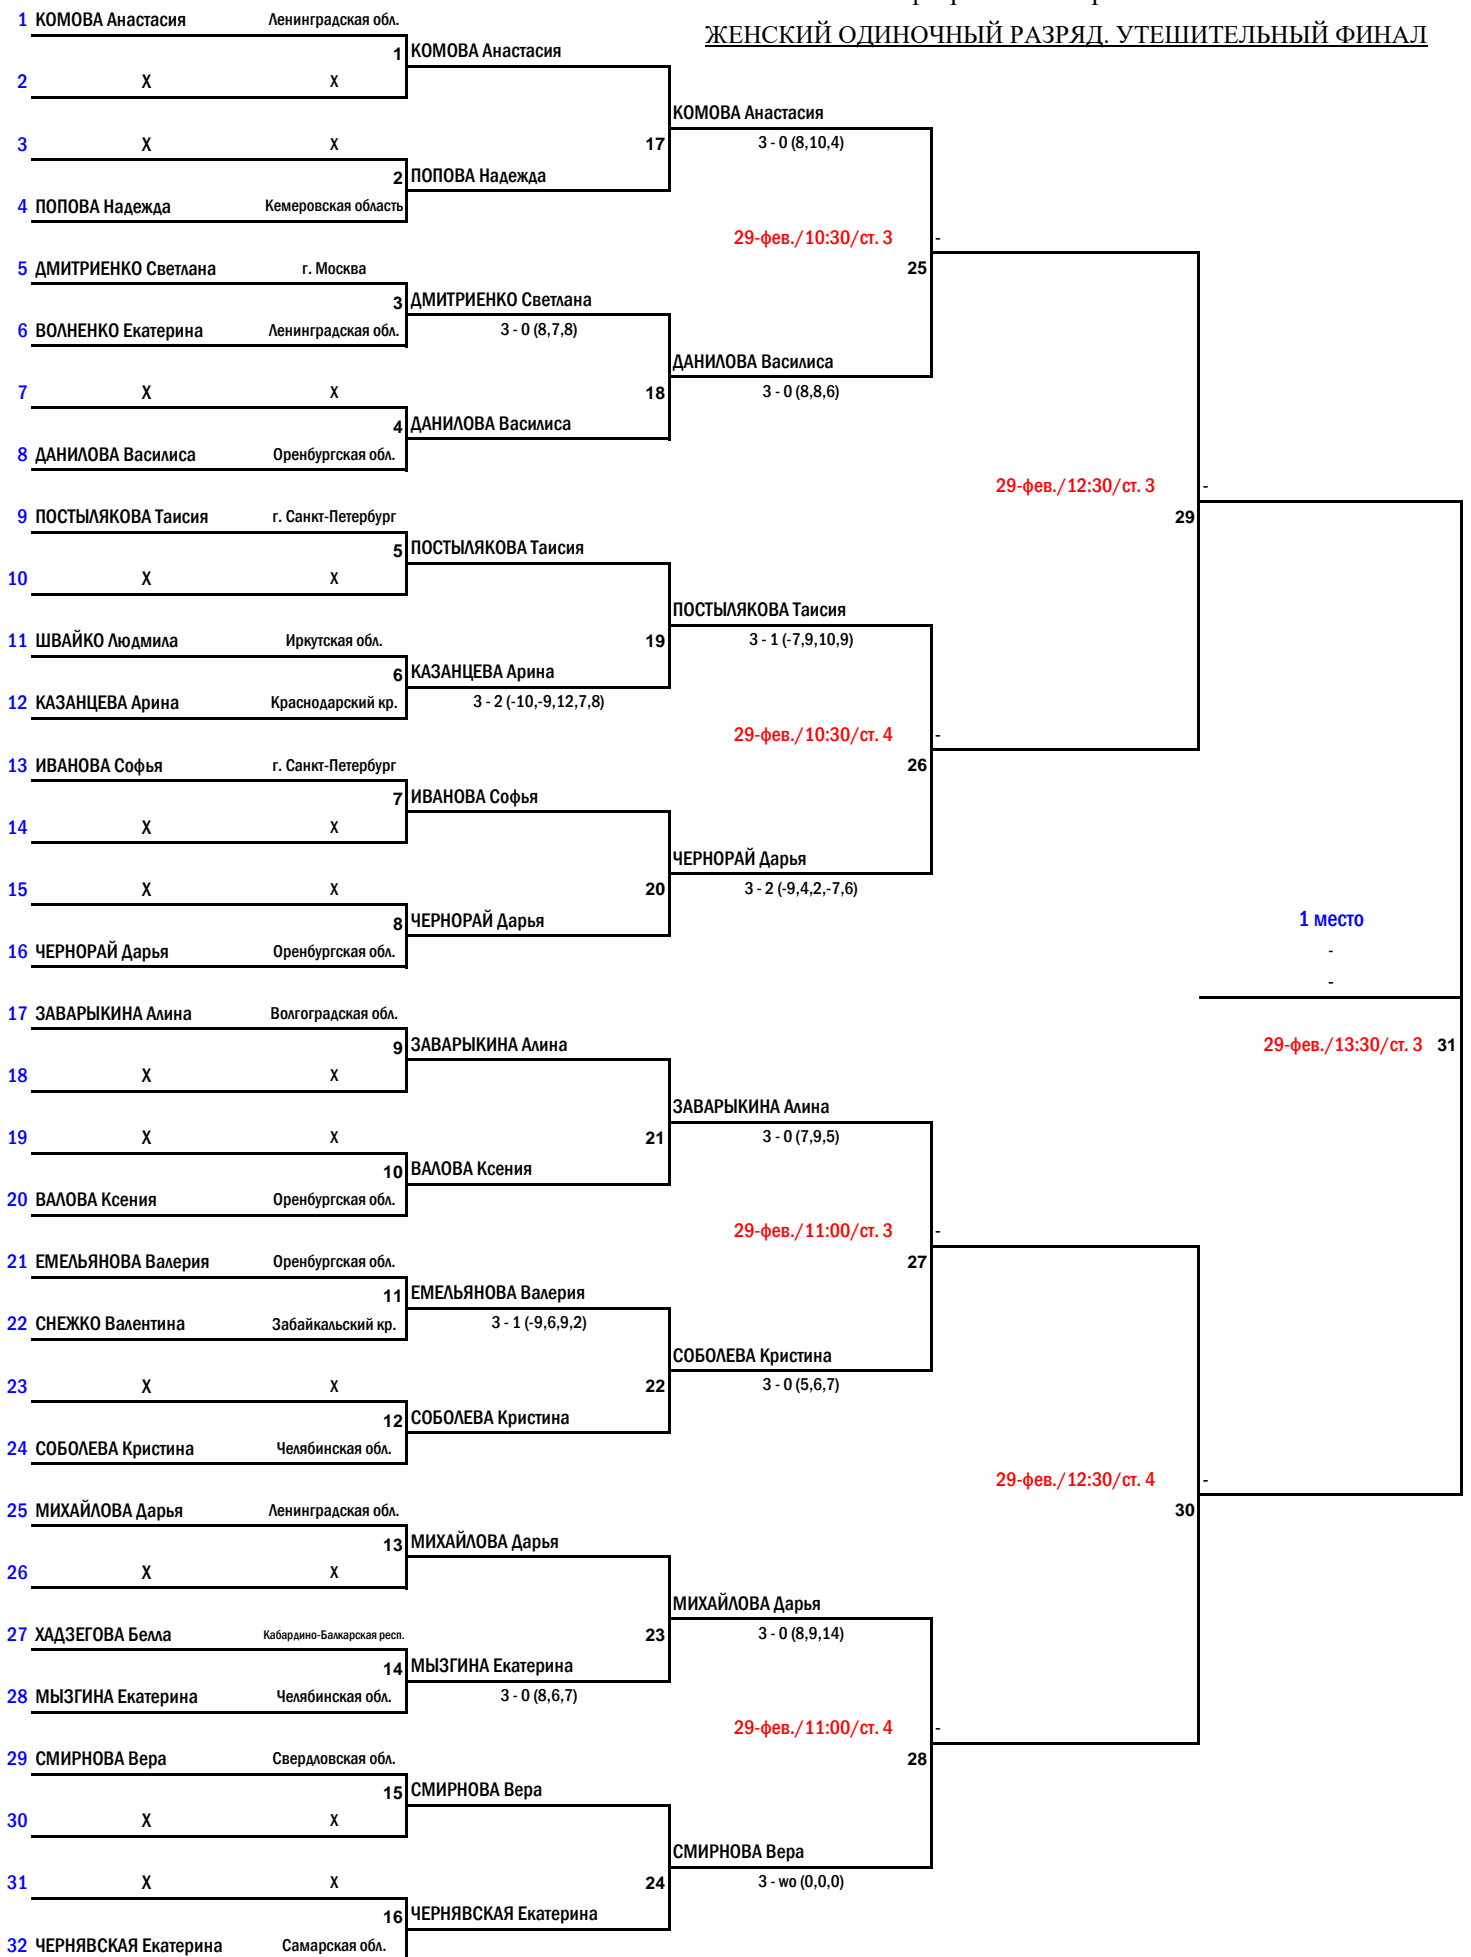 ЖЕНСКИЙ ОДИНОЧНЫЙ РАЗРЯД. УТЕШИТЕЛЬНЫЙ ФИНАЛ
1 КОМОВА Анастасия Ленинградская обл.
1 КОМОВА Анастасия
2 X X
КОМОВА Анастасия
3 X X 17 3 - 0 (8,10,4)
2 ПОПОВА Надежда
4 ПОПОВА Надежда Кемеровская область
29-фев./10:30/ст. 3 -
5 ДМИТРИЕНКО Светлана г. Москва 25
3 ДМИТРИЕНКО Светлана
6 ВОЛНЕНКО Екатерина Ленинградская обл. 3 - 0 (8,7,8)
ДАНИЛОВА Василиса
7 X X 18 3 - 0 (8,8,6)
4 ДАНИЛОВА Василиса
8 ДАНИЛОВА Василиса Оренбургская обл.
29-фев./12:30/ст. 3 -
9 ПОСТЫЛЯКОВА Таисия г. Санкт-Петербург 29
5 ПОСТЫЛЯКОВА Таисия
10 X X
ПОСТЫЛЯКОВА Таисия
11 ШВАЙКО Людмила Иркутская обл. 19 3 - 1 (-7,9,10,9)
6 КАЗАНЦЕВА Арина
12 КАЗАНЦЕВА Арина Краснодарский кр. 3 - 2 (-10,-9,12,7,8)
29-фев./10:30/ст. 4 -
13 ИВАНОВА Софья г. Санкт-Петербург 26
7 ИВАНОВА Софья
14 X X
ЧЕРНОРАЙ Дарья
15 X X 20 3 - 2 (-9,4,2,-7,6)
8 ЧЕРНОРАЙ Дарья 1 место
16 ЧЕРНОРАЙ Дарья Оренбургская обл. -
-
17 ЗАВАРЫКИНА Алина Волгоградская обл.
9 ЗАВАРЫКИНА Алина 29-фев./13:30/ст. 3 31
18 X X
ЗАВАРЫКИНА Алина
19 X X 21 3 - 0 (7,9,5)
10 ВАЛОВА Ксения
20 ВАЛОВА Ксения Оренбургская обл.
29-фев./11:00/ст. 3 -
21 ЕМЕЛЬЯНОВА Валерия Оренбургская обл. 27
11 ЕМЕЛЬЯНОВА Валерия
22 СНЕЖКО Валентина Забайкальский кр. 3 - 1 (-9,6,9,2)
СОБОЛЕВА Кристина
23 X X 22 3 - 0 (5,6,7)
12 СОБОЛЕВА Кристина
24 СОБОЛЕВА Кристина Челябинская обл.
29-фев./12:30/ст. 4 -
25 МИХАЙЛОВА Дарья Ленинградская обл. 30
13 МИХАЙЛОВА Дарья
26 X X
МИХАЙЛОВА Дарья
27 ХАДЗЕГОВА Белла Кабардино-Балкарская респ. 23 3 - 0 (8,9,14)
14 МЫЗГИНА Екатерина
28 МЫЗГИНА Екатерина Челябинская обл. 3 - 0 (8,6,7)
29-фев./11:00/ст. 4 -
29 СМИРНОВА Вера Свердловская обл. 28
15 СМИРНОВА Вера
30 X X
СМИРНОВА Вера
31 X X 24 3 - wo (0,0,0)
16 ЧЕРНЯВСКАЯ Екатерина
32 ЧЕРНЯВСКАЯ Екатерина Самарская обл.